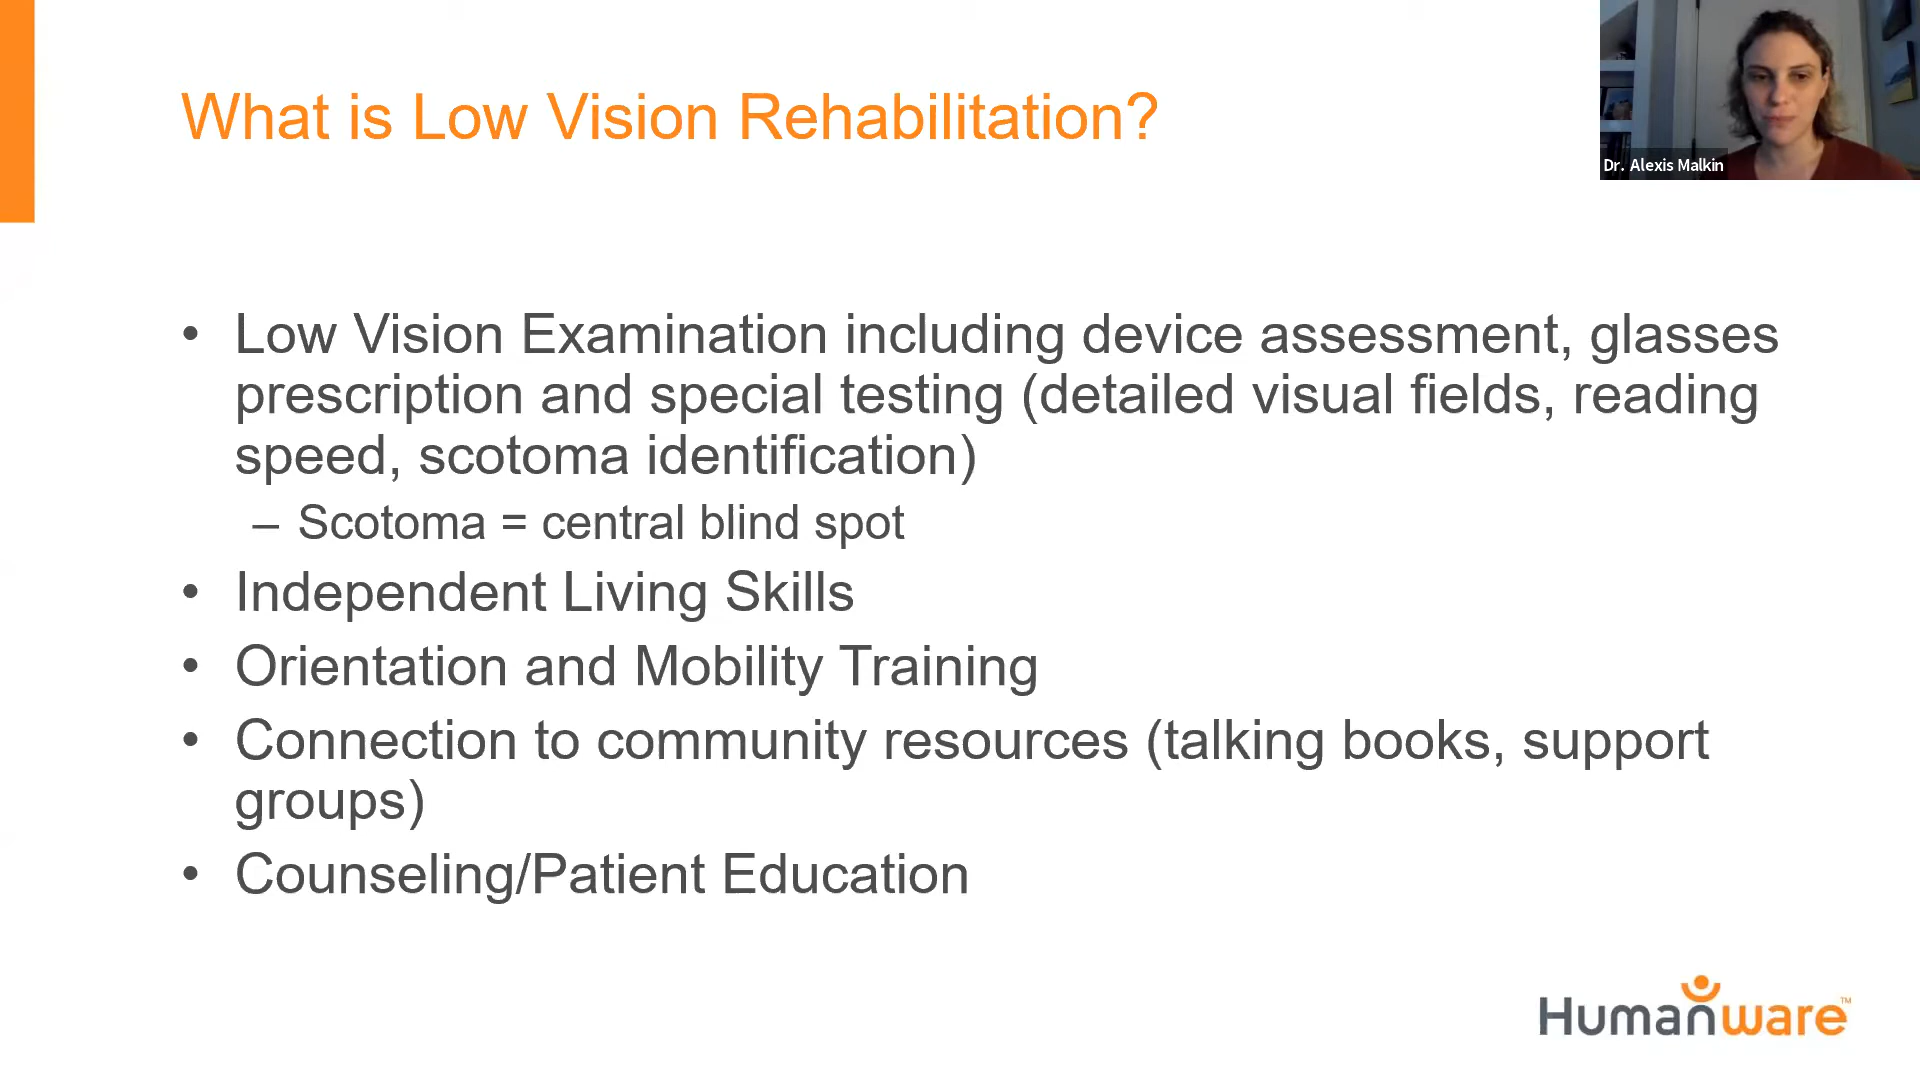 What is Low Vision Rehabilitation?
Dr. Alexis Malkin
• Low Vision Examination including device assessment, glasses
prescription and special testing (detailed visual fields, reading
speed, scotoma identification)
– Scotoma = central blind spot
• Independent Living Skills
• Orientation and Mobility Training
• Connection to community resources (talking books, support
groups)
• Counseling/Patient Education
Humanware™